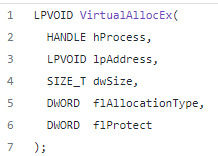 1 LPVOID VirtualAllocEx(
2   HANDLE hProcess,
3   LPVOID lpAddress,
4   SIZE_T dwSize,
5   DWORD  flAllocationType,
6   DWORD  flProtect
7 );